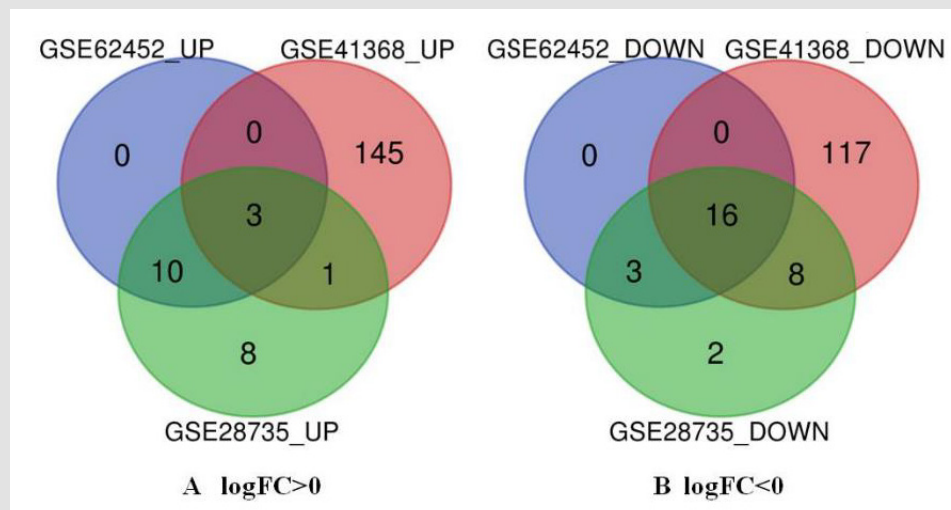 GSE62452_UP
GSE41368_UP
0
0
145
3
10
1
8
GSE28735_UP
A logFC>0
GSE62452_DOWN
GSE41368_DOWN
0
0
117
16
3
8
2
GSE28735_DOWN
B logFC<0